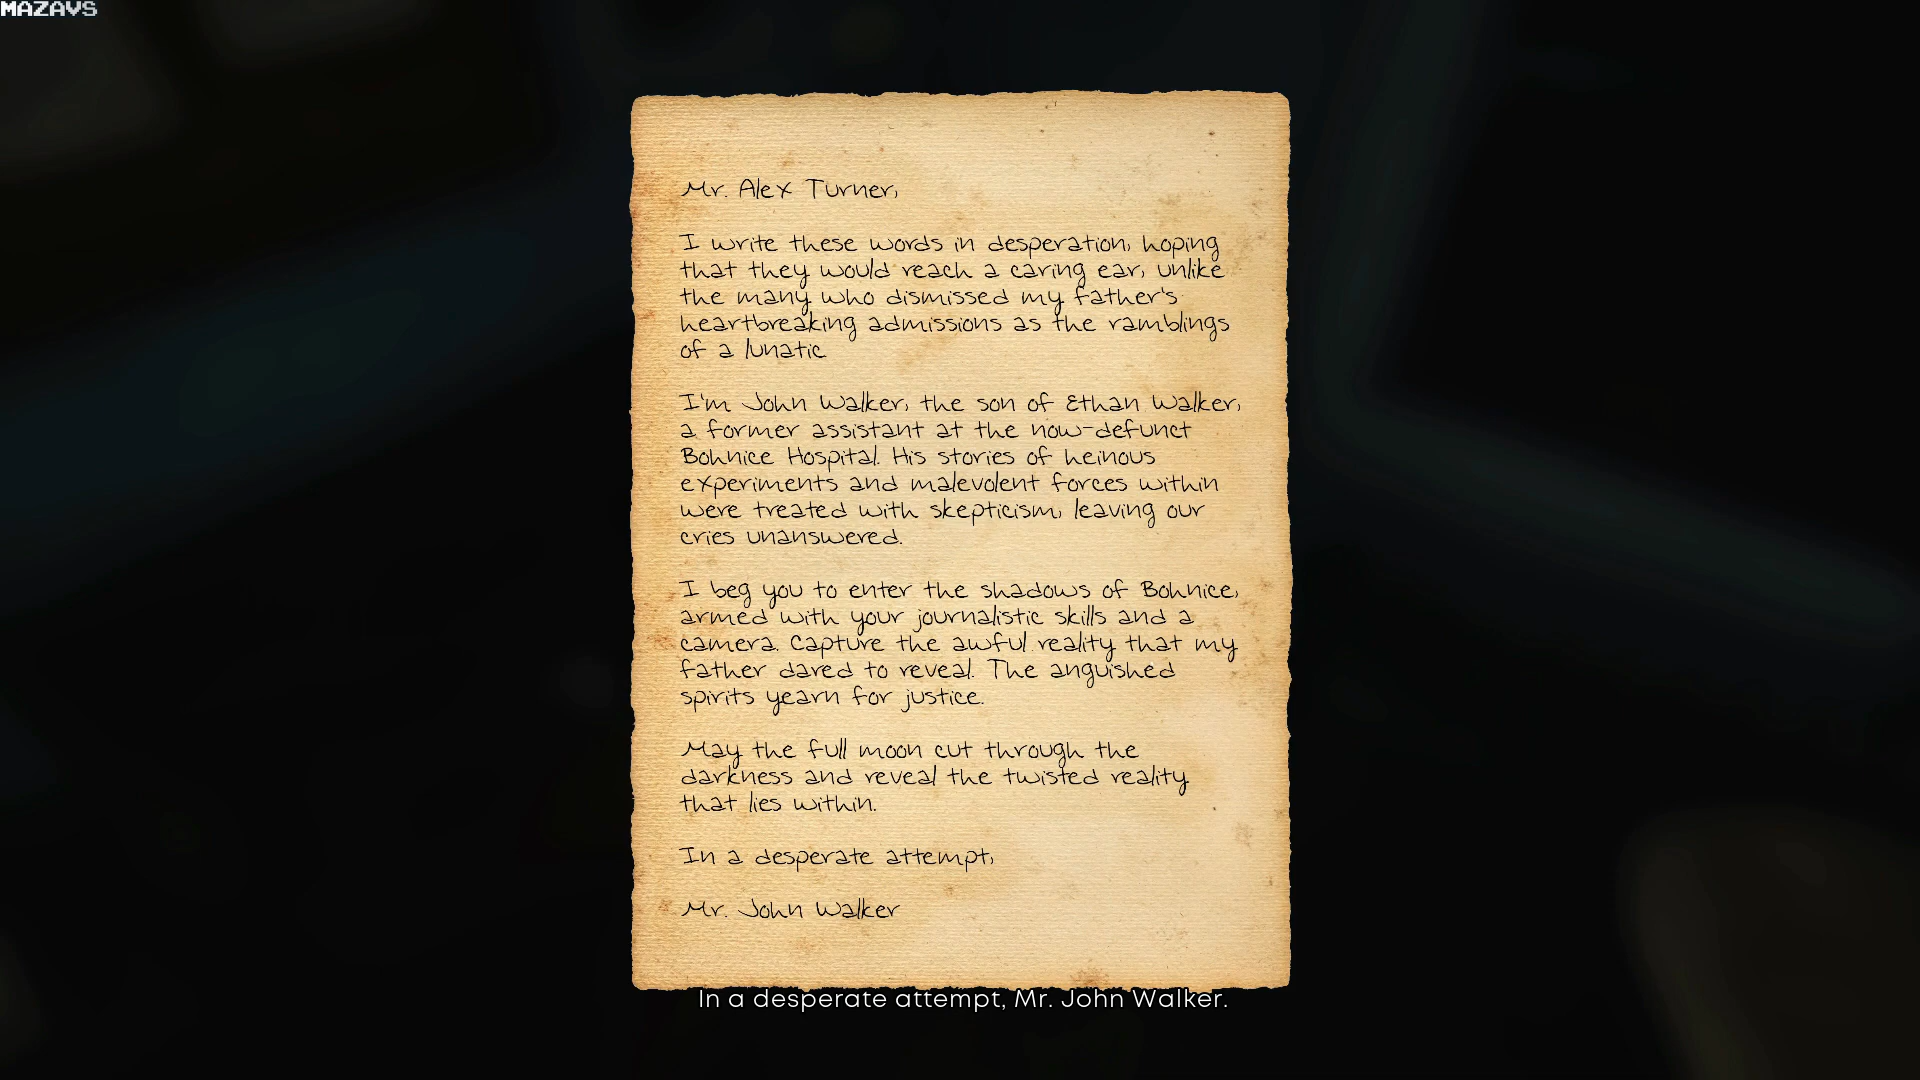 MAZAVS
Mr. Alex Turner,
I write these words in desperation, hoping
that they would reach a caring ear, unlike
the many who dismissed my father's
heartbreaking admissions as the ramblings
of a lunatic.
I'm John Walker, the son of Ethan Walker,
a former assistant at the now-defunct
Bohnice Hospital. His stories of heinous
experiments and malevolent forces within
were treated with skepticism, leaving our
cries unanswered.
I beg you to enter the shadows of Bohnice,
armed with your journalistic skills and a
camera. Capture the awful reality that my
father dared to reveal. The anguished
spirits yearn for justice.
May the full moon cut through the
darkness and reveal the twisted reality
that lies within.
In a desperate attempt,
Mr. John Walker
In a desperate attempt, Mr. John Walker.